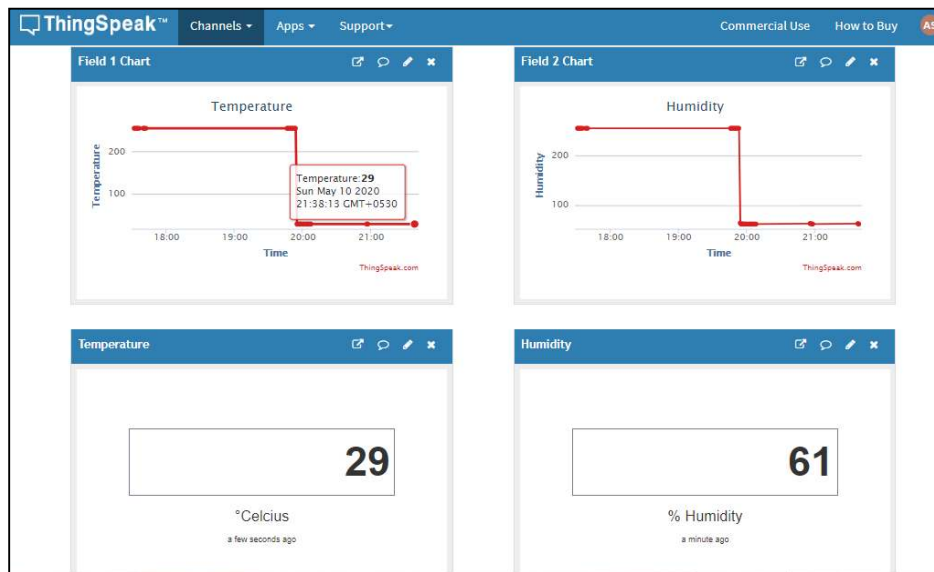 ThingSpeak™ Channels Apps Support Commercial Use How to Buy AS
Field 1 Chart
Temperature
Temperature
200
100
Temperature:29
Sun May 10 2020
21:38:13 GMT+0530
18:00 19:00 20:00 21:00
Time
ThingSpeak.com
Field 2 Chart
Humidity
Humidity
200
100
18:00 19:00 20:00 21:00
Time
ThingSpeak.com
Temperature
29
°Celcius
a few seconds ago
Humidity
61
% Humidity
a minute ago